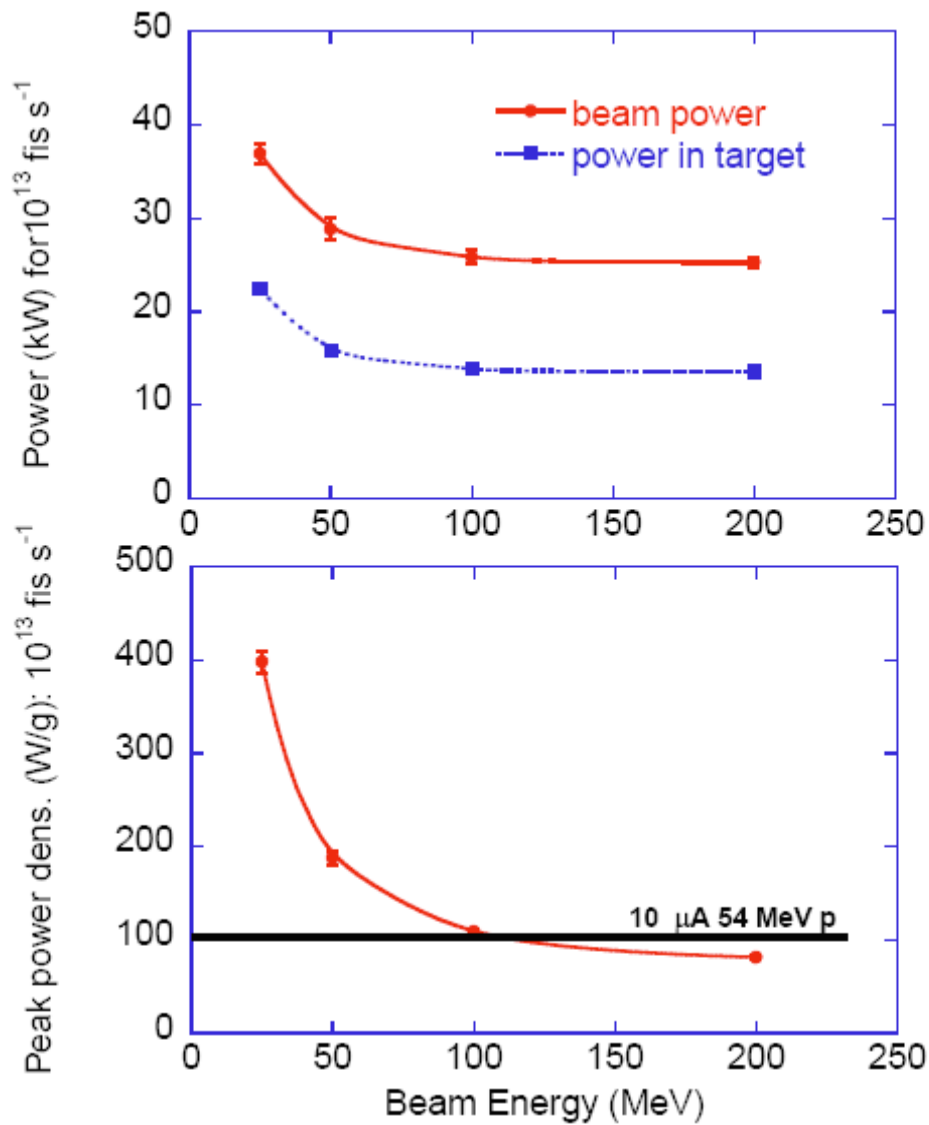 Power (kW) for10¹³ fis s⁻¹
50
40
30
20
10
0
beam power
power in target
0 50 100 150 200 250
Peak power dens. (W/g): 10¹³ fis s⁻¹
500
400
300
200
100
0
10 μA 54 MeV p
0 50 100 150 200 250
Beam Energy (MeV)